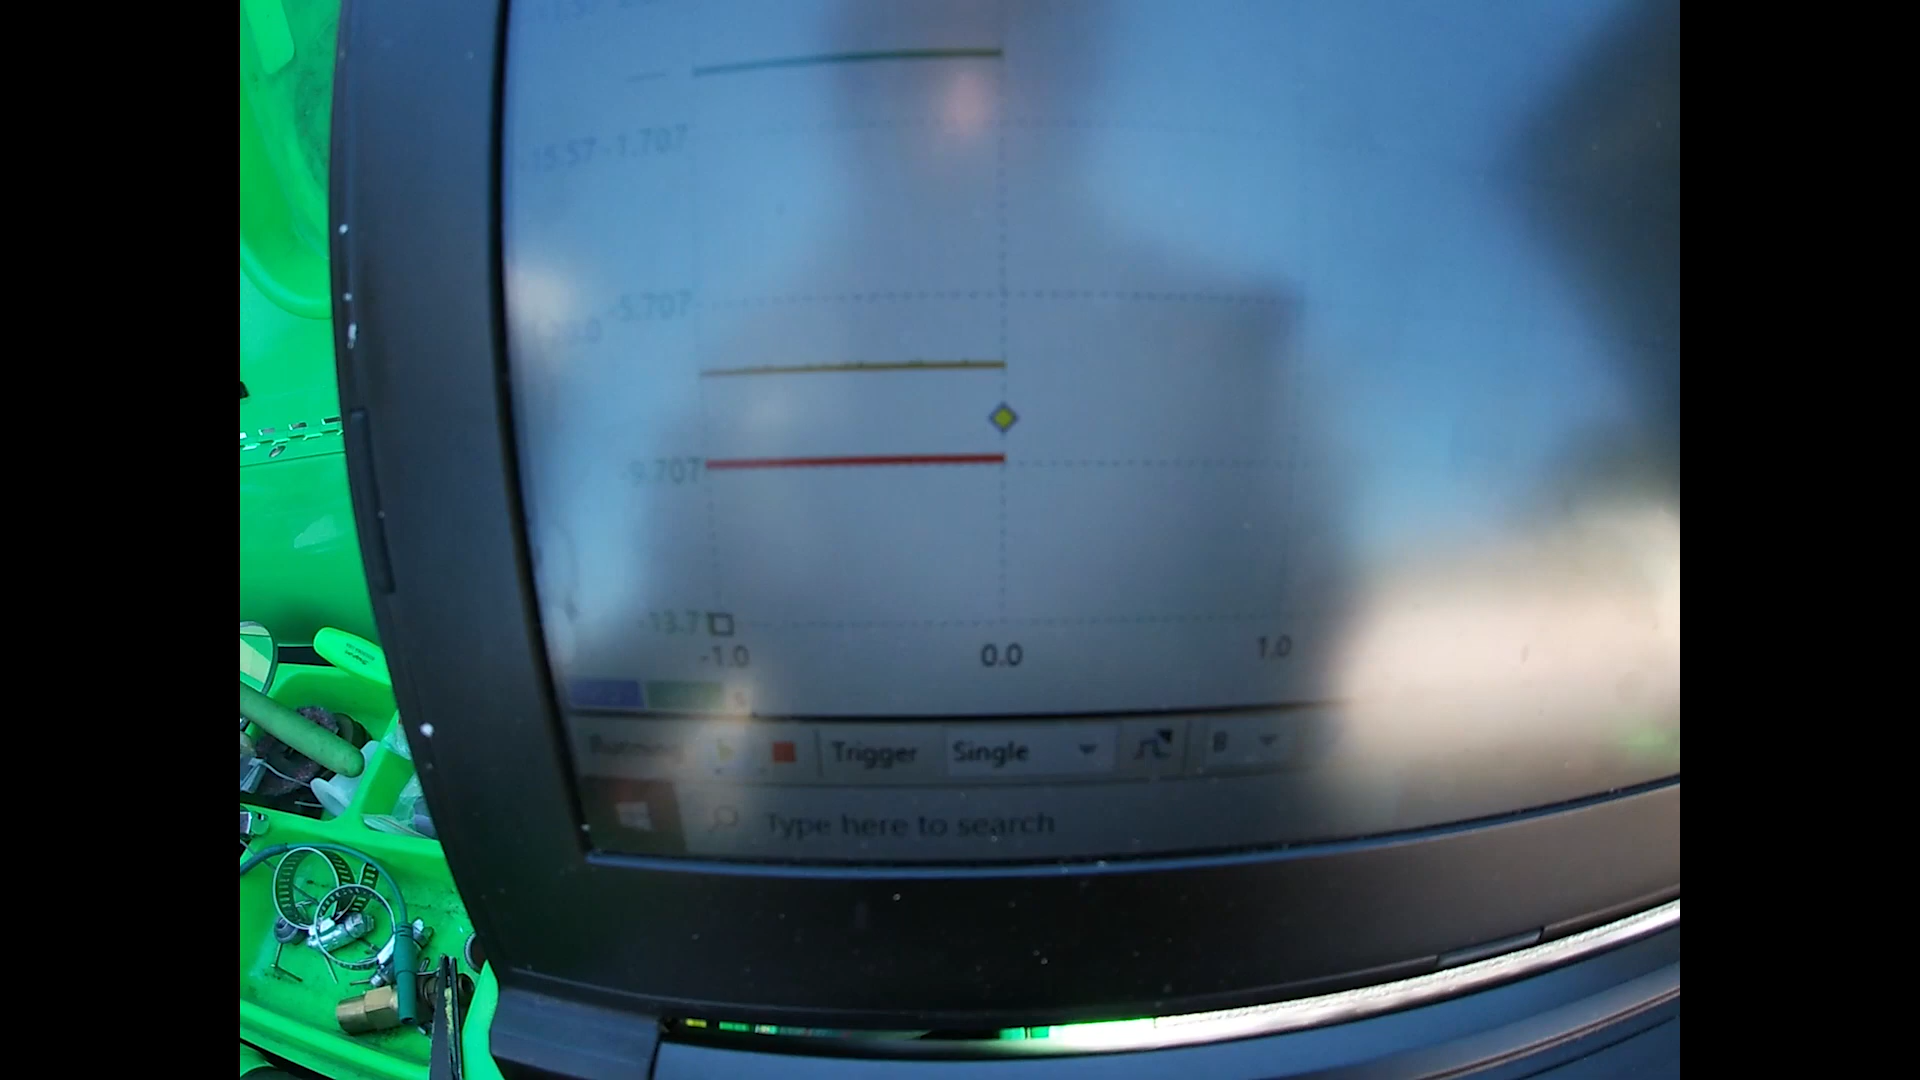 -15.57 -1.707
-5.707
-9.707
-13.7
-1.0 0.0 1.0
Running Trigger Single B
Type here to search